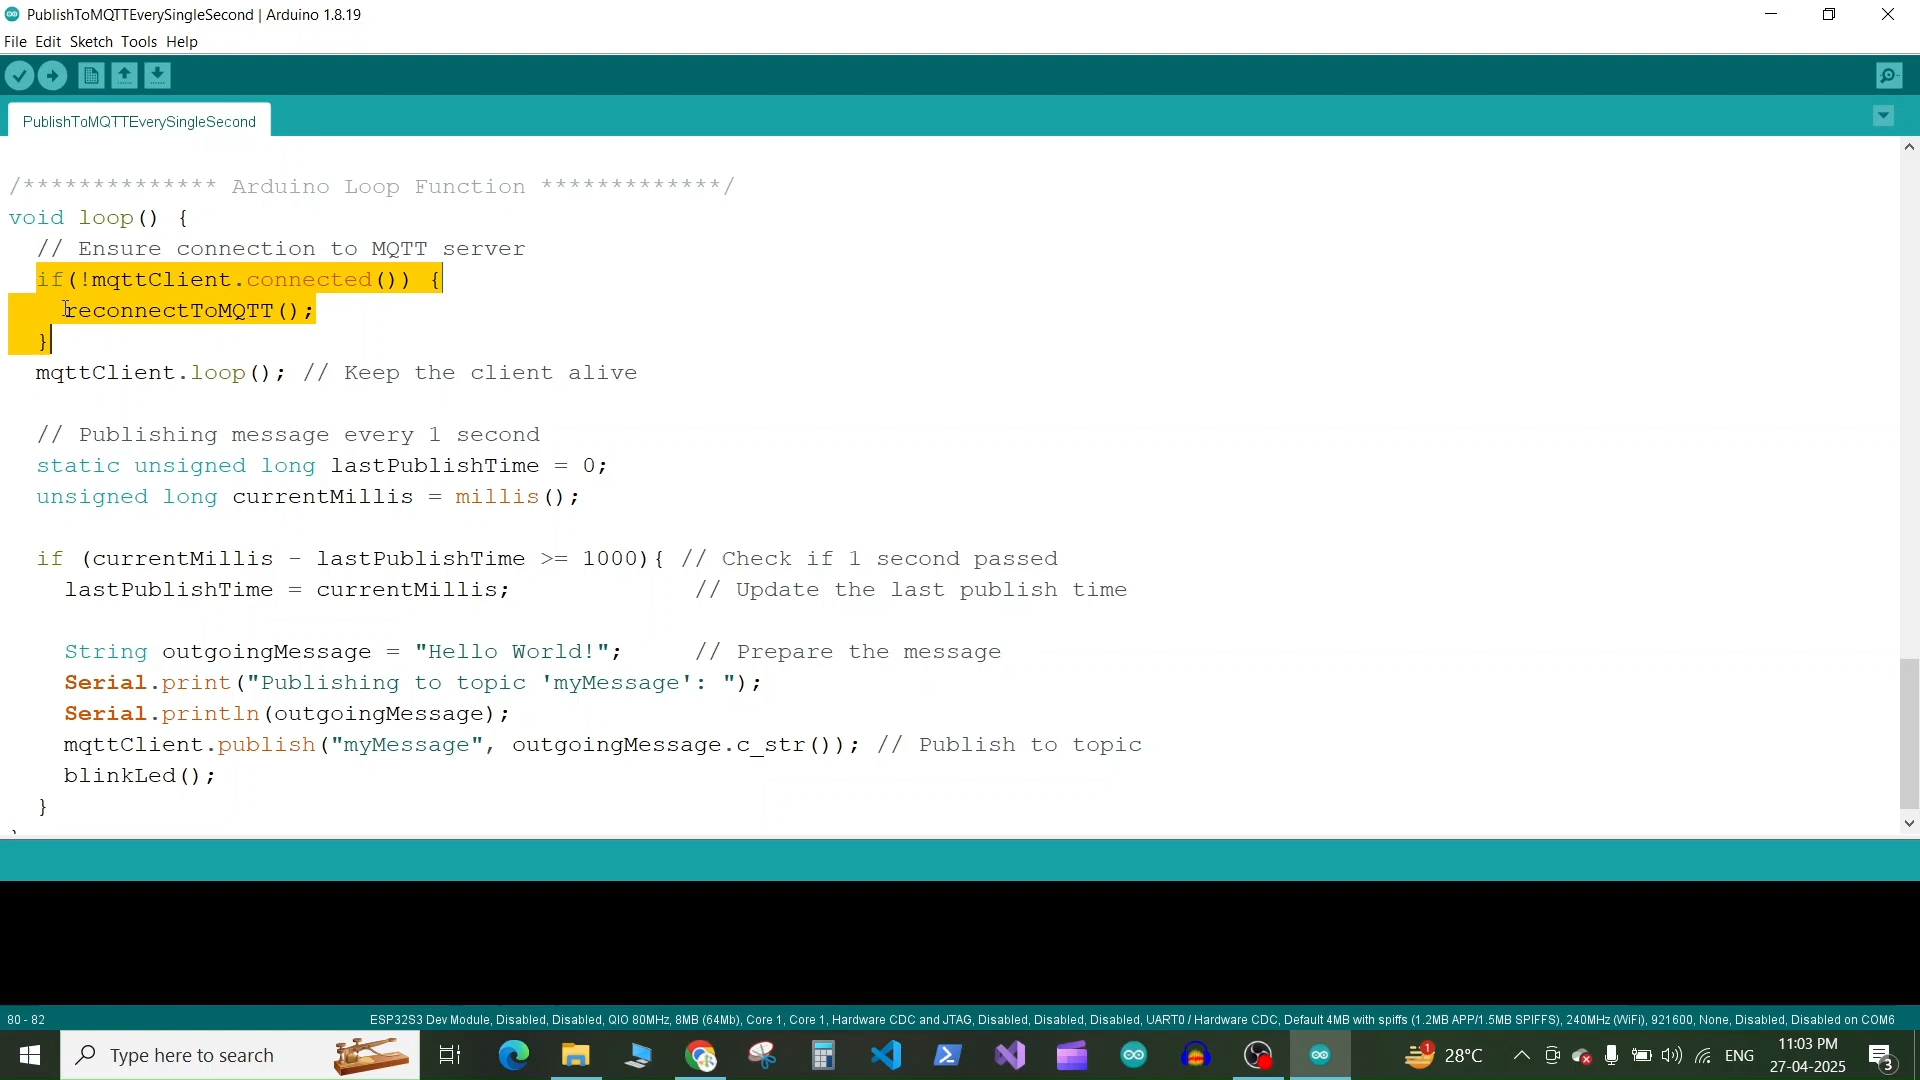 PublishToMQTTEverySingleSecond | Arduino 1.8.19
File Edit Sketch Tools Help
PublishToMQTTEverySingleSecond
/************** Arduino Loop Function *************/
void loop() {
  // Ensure connection to MQTT server
  if(!mqttClient.connected()) {
    reconnectToMQTT();
  }
  mqttClient.loop(); // Keep the client alive
  // Publishing message every 1 second
  static unsigned long lastPublishTime = 0;
  unsigned long currentMillis = millis();
  if (currentMillis - lastPublishTime >= 1000){ // Check if 1 second passed
    lastPublishTime = currentMillis;             // Update the last publish time
    String outgoingMessage = "Hello World!";     // Prepare the message
    Serial.print("Publishing to topic 'myMessage': ");
    Serial.println(outgoingMessage);
    mqttClient.publish("myMessage", outgoingMessage.c_str()); // Publish to topic
    blinkLed();
  }
80 - 82 ESP32S3 Dev Module, Disabled, Disabled, QIO 80MHz, 8MB (64Mb), Core 1, Core 1, Hardware CDC and JTAG, Disabled, Disabled, Disabled, UART0 / Hardware CDC, Default 4MB with spiffs (1.2MB APP/1.5MB SPIFFS), 240MHz (WiFi), 921600, None, Disabled, Disabled on COM6
Type here to search 1 28°C ENG 11:03 PM 3
27-04-2025